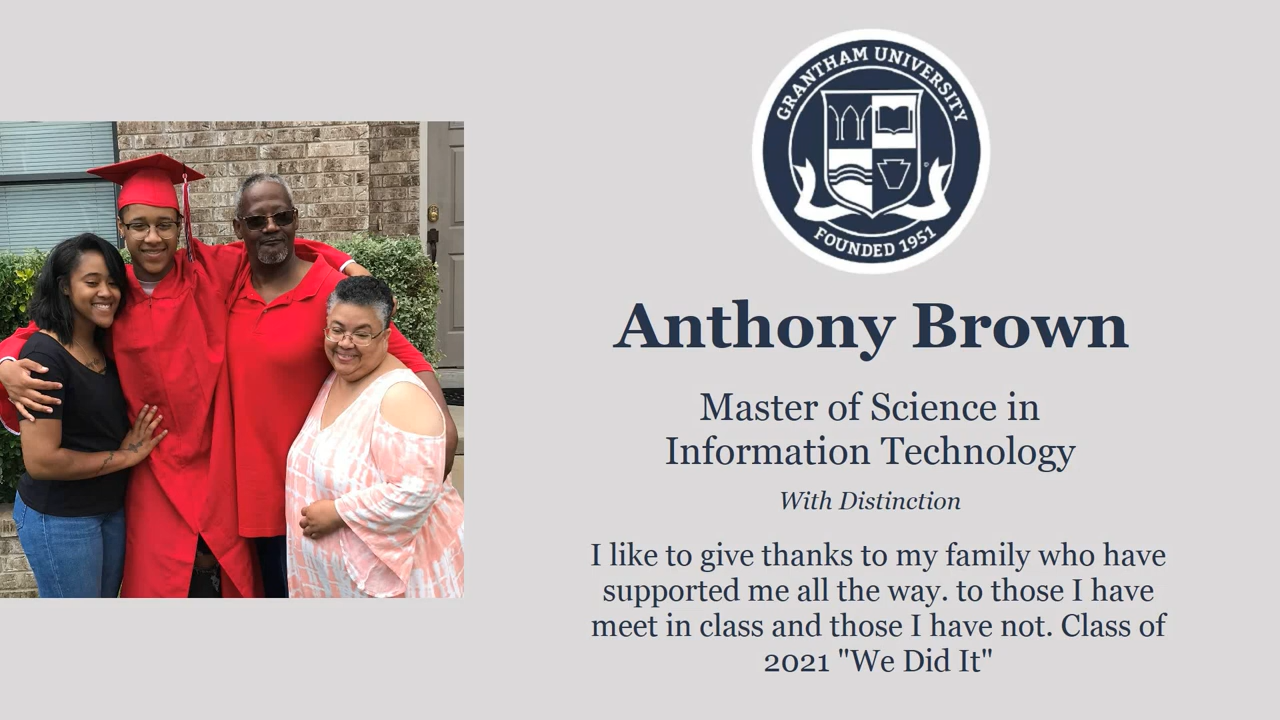 GRANTHAM UNIVERSITY
FOUNDED 1951
Anthony Brown
Master of Science in
Information Technology
With Distinction
I like to give thanks to my family who have
supported me all the way. to those I have
meet in class and those I have not. Class of
2021 "We Did It"